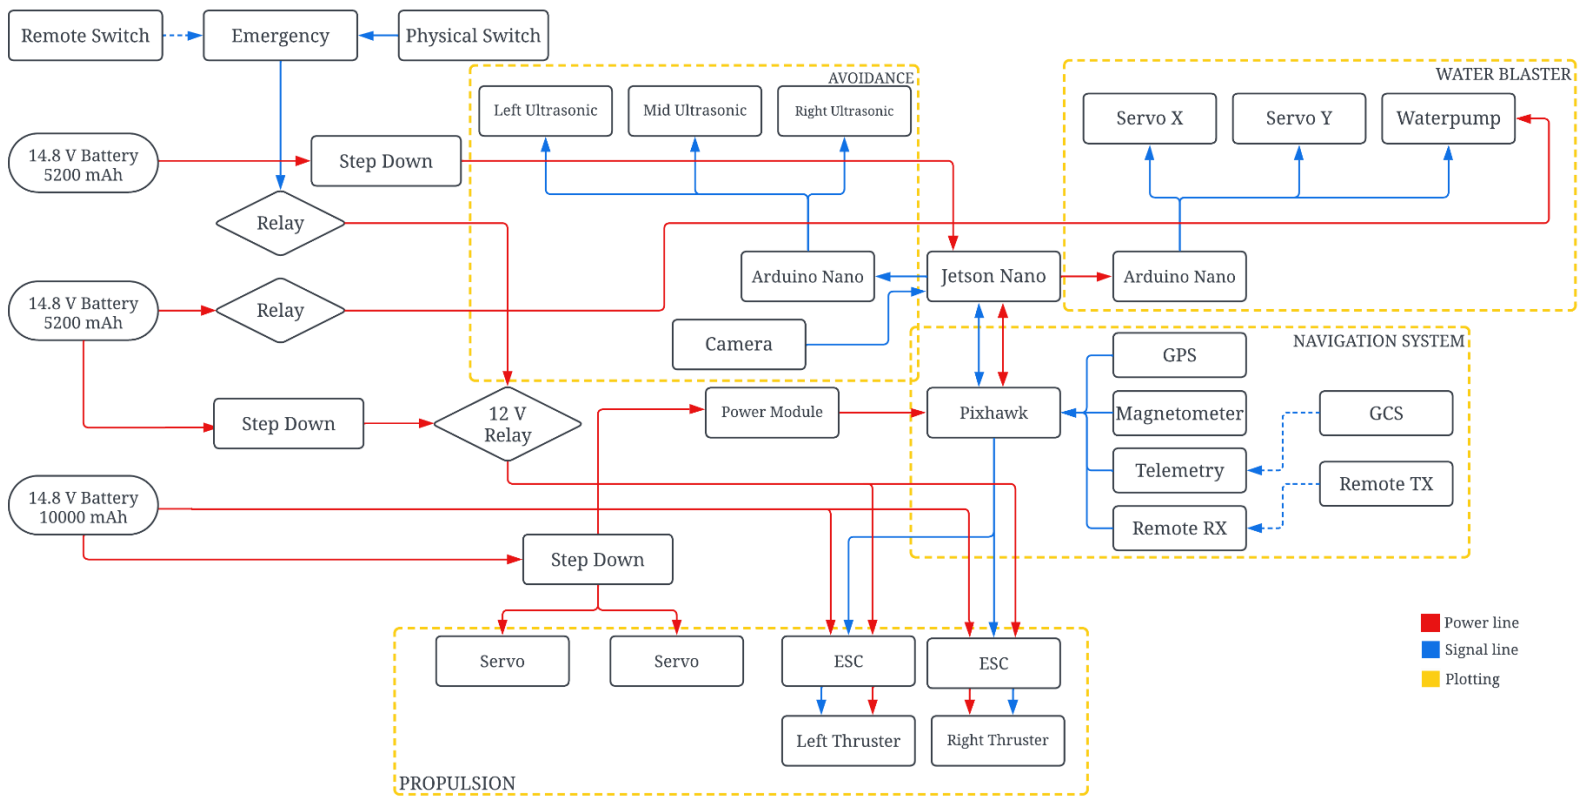 Remote Switch
Emergency
Physical Switch
AVOIDANCE
WATER BLASTER
Left Ultrasonic
Mid Ultrasonic
Right Ultrasonic
Servo X
Servo Y
Waterpump
14.8 V Battery
5200 mAh
Step Down
Relay
Arduino Nano
Jetson Nano
Arduino Nano
14.8 V Battery
5200 mAh
Relay
Camera
NAVIGATION SYSTEM
GPS
Step Down
12 V
Relay
Power Module
Pixhawk
Magnetometer
GCS
Telemetry
Remote TX
14.8 V Battery
10000 mAh
Remote RX
Step Down
Servo
Servo
ESC
ESC
Left Thruster
Right Thruster
PROPULSION
Power line
Signal line
Plotting